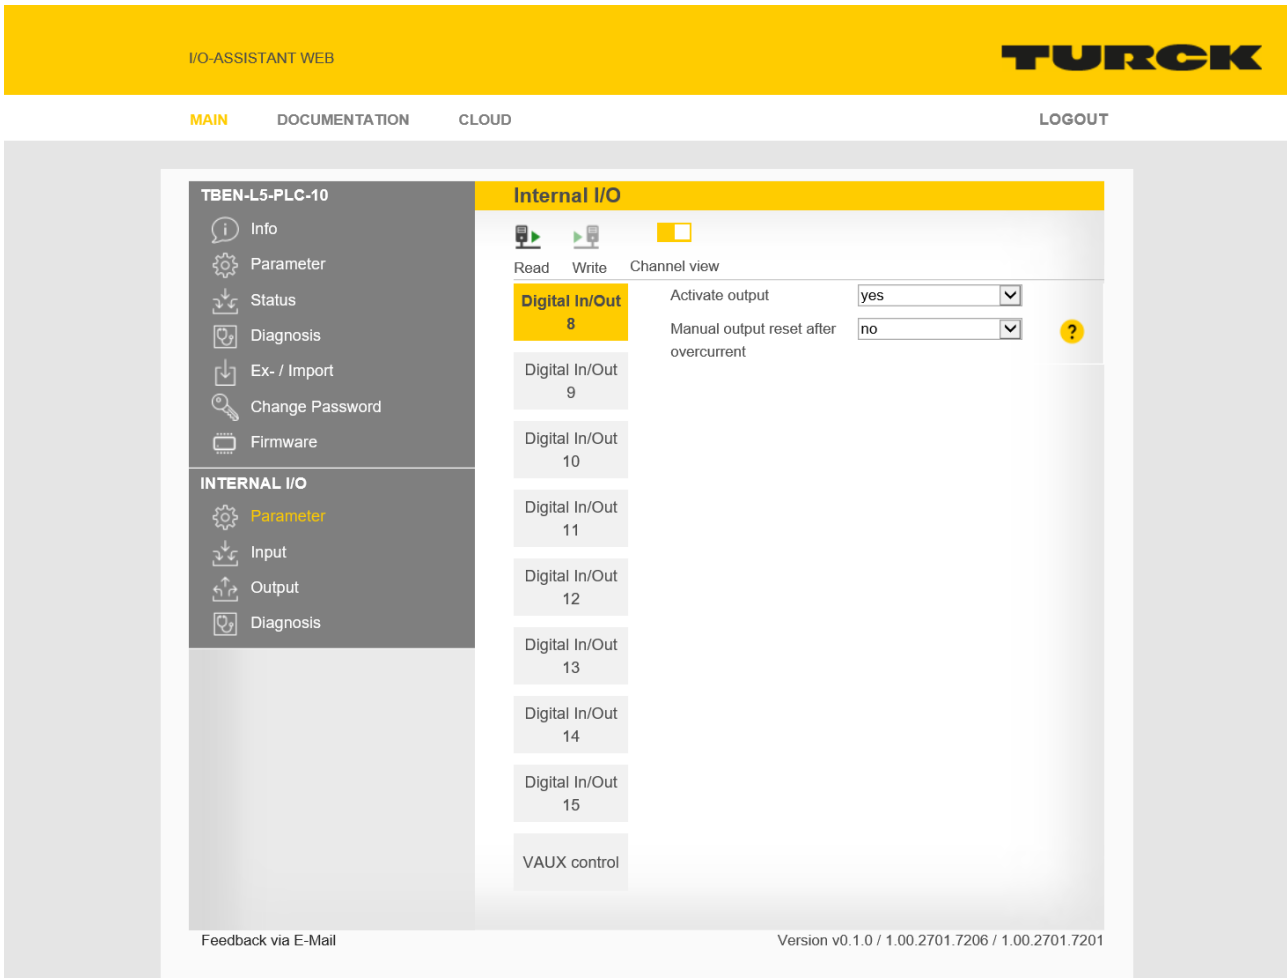 I/O-ASSISTANT WEB
TURCK
MAIN DOCUMENTATION CLOUD LOGOUT
TBEN-L5-PLC-10
Info
Parameter
Status
Diagnosis
Ex- / Import
Change Password
Firmware
INTERNAL I/O
Parameter
Input
Output
Diagnosis
Internal I/O
Read Write Channel view
Digital In/Out
8
Digital In/Out
9
Digital In/Out
10
Digital In/Out
11
Digital In/Out
12
Digital In/Out
13
Digital In/Out
14
Digital In/Out
15
VAUX control
Activate output yes
Manual output reset after no
overcurrent
?
Feedback via E-Mail
Version v0.1.0 / 1.00.2701.7206 / 1.00.2701.7201